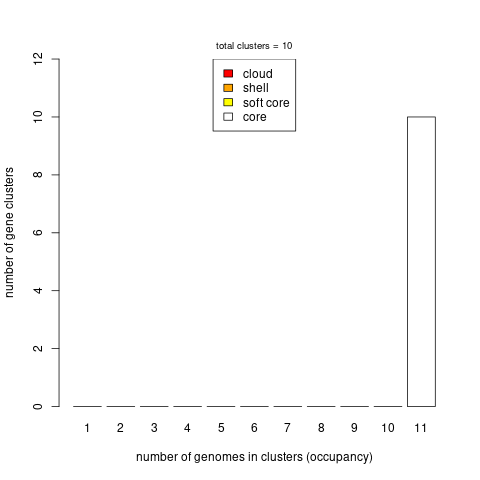 total clusters = 10
cloud
shell
soft core
core
number of gene clusters
12
10
8
6
4
2
0
1 2 3 4 5 6 7 8 9 10 11
number of genomes in clusters (occupancy)